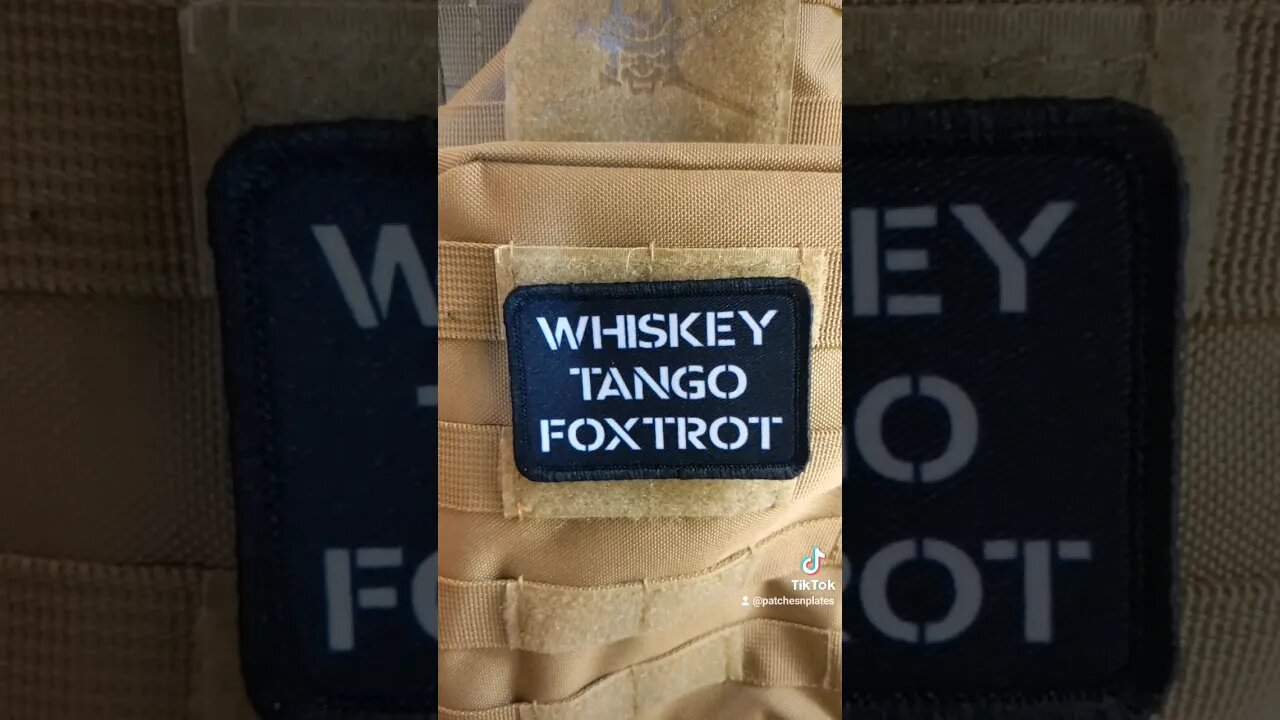 WHISKEY
TANGO
FOXTROT
TikTok
@patchesnplates